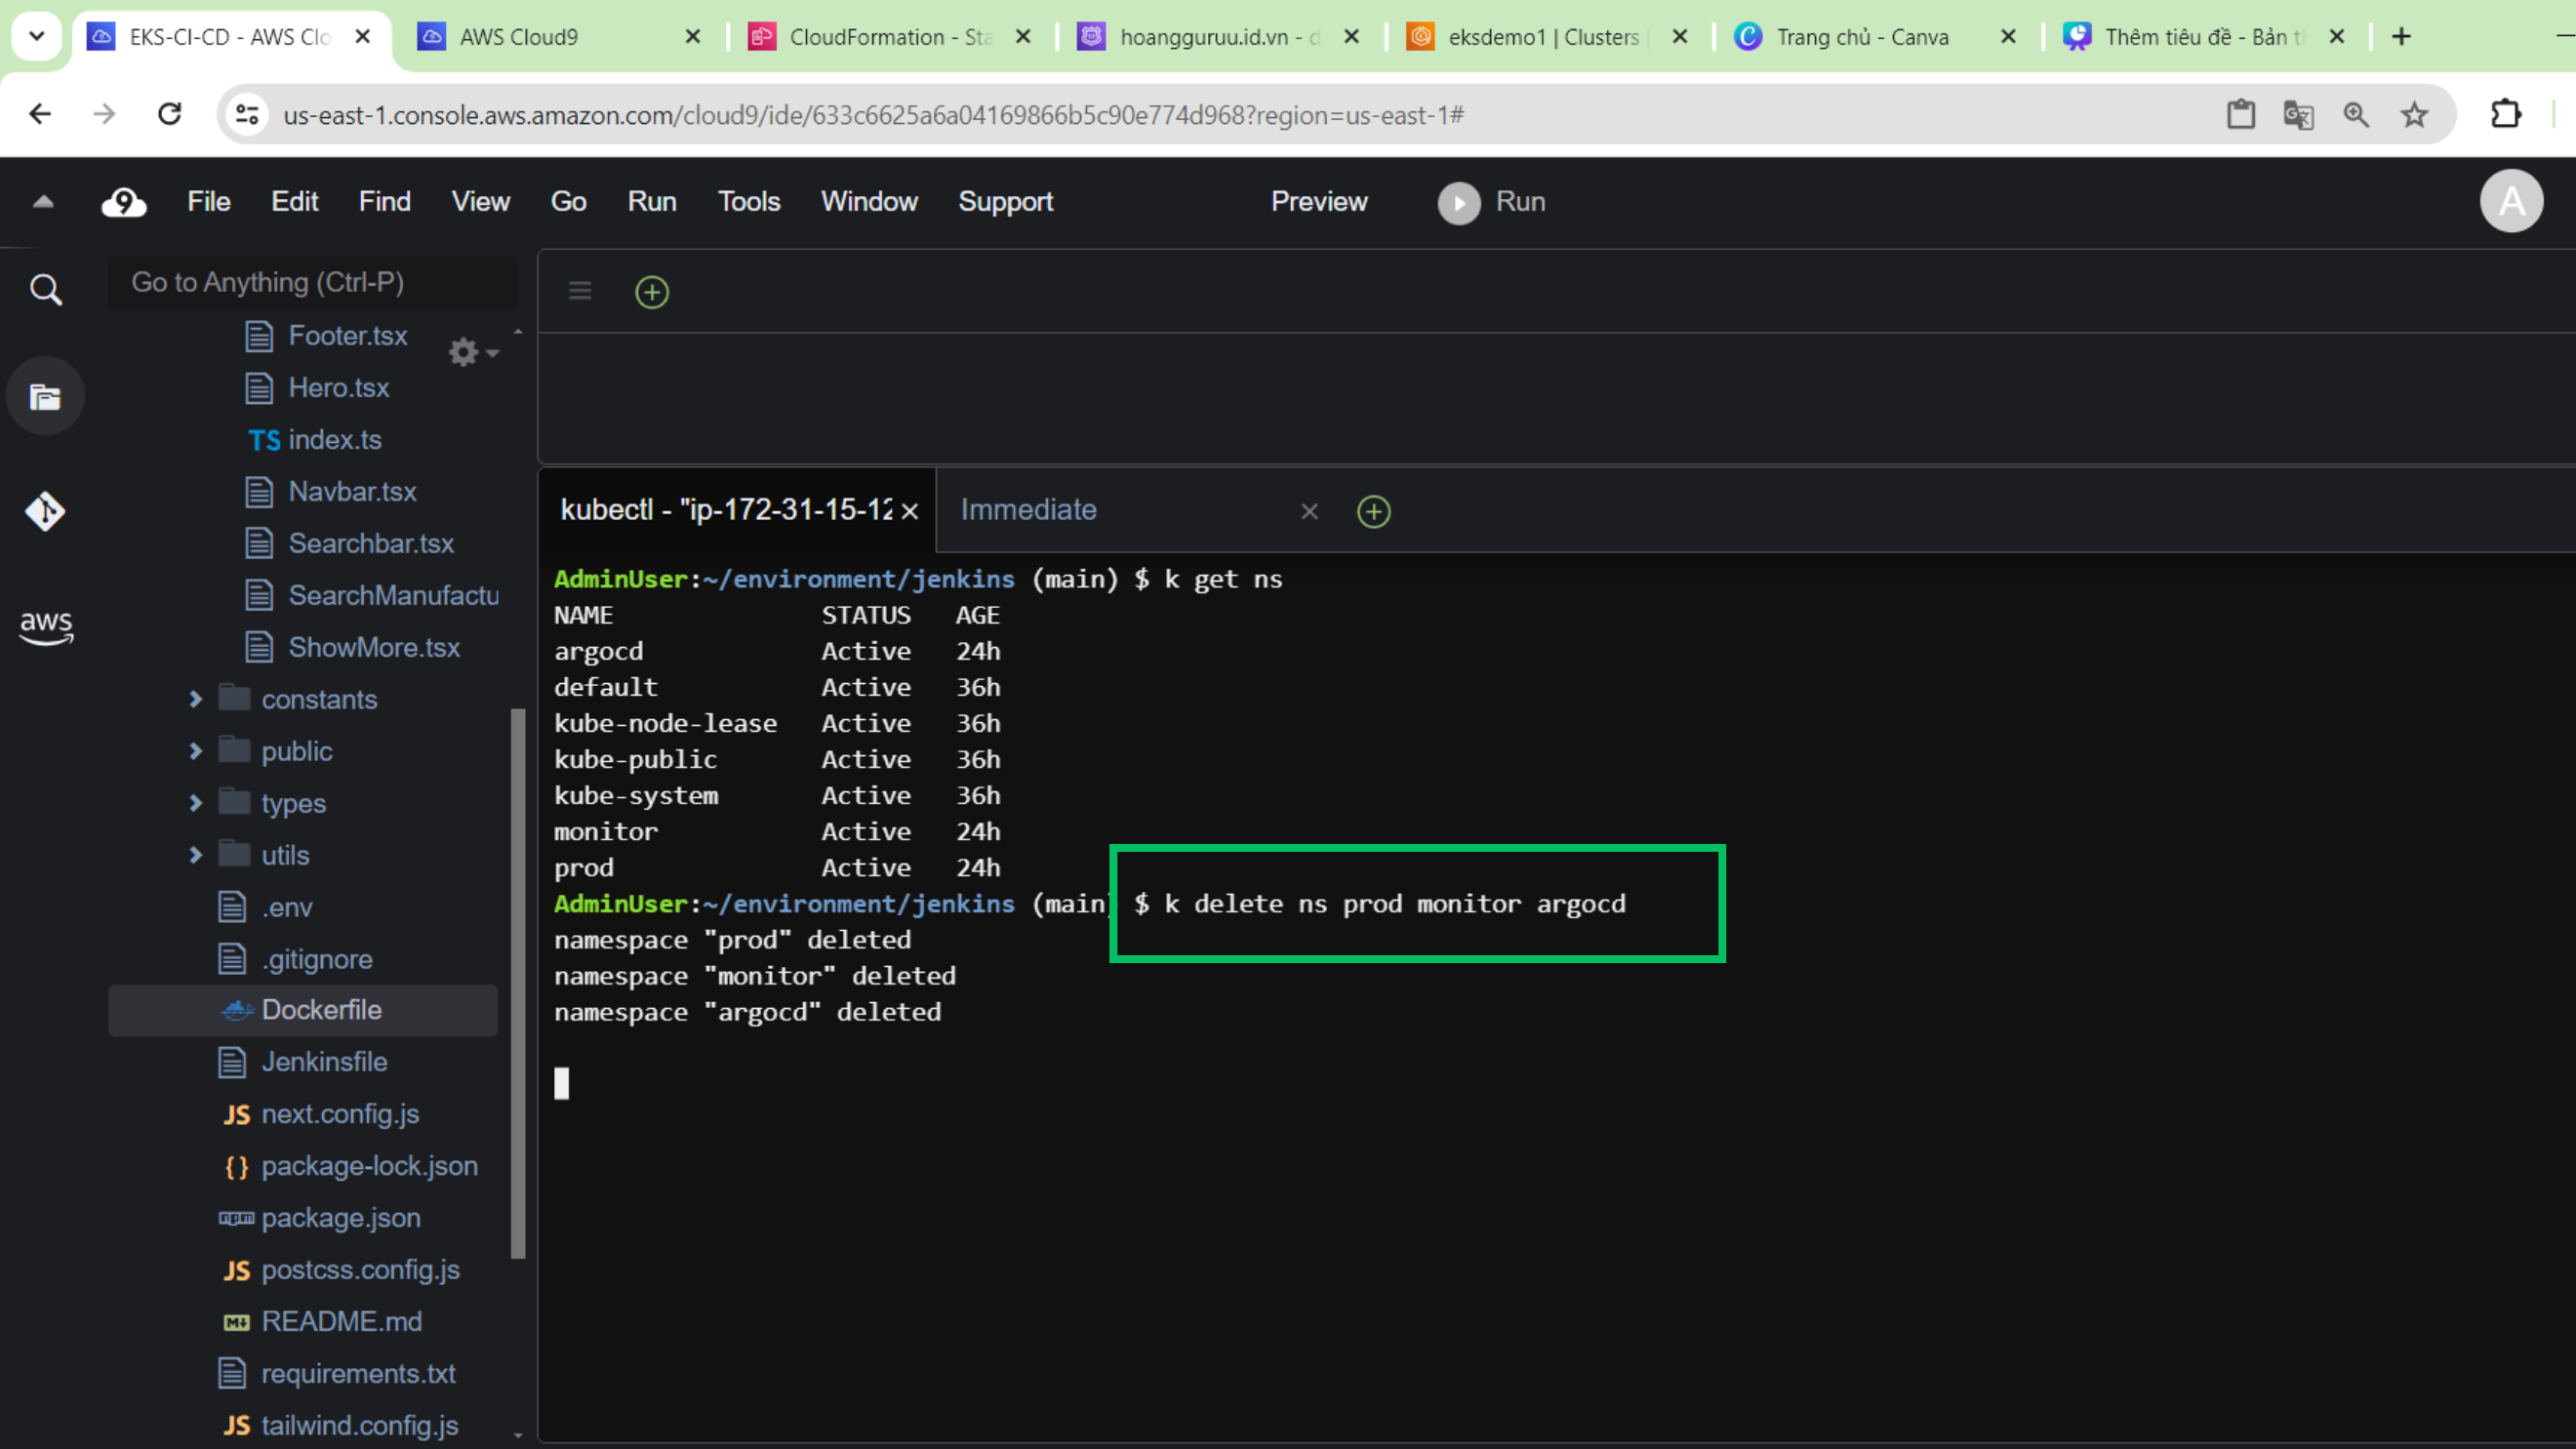 EKS-CI-CD - AWS Clo
AWS Cloud9
CloudFormation - Sta
hoangguruu.id.vn - d
eksdemo1 | Clusters
Trang chủ - Canva
Thêm tiêu đề - Bản t
us-east-1.console.aws.amazon.com/cloud9/ide/633c6625a6a04169866b5c90e774d968?region=us-east-1#
9 File Edit Find View Go Run Tools Window Support Preview Run A
Go to Anything (Ctrl-P)
Footer.tsx
Hero.tsx
TS index.ts
Navbar.tsx
Searchbar.tsx
SearchManufactu
ShowMore.tsx
constants
public
types
utils
.env
.gitignore
Dockerfile
Jenkinsfile
JS next.config.js
{} package-lock.json
npm package.json
JS postcss.config.js
M↓ README.md
requirements.txt
JS tailwind.config.js
aws
kubectl - "ip-172-31-15-12
Immediate
AdminUser:~/environment/jenkins (main) $ k get ns
NAME STATUS AGE
argocd Active 24h
default Active 36h
kube-node-lease Active 36h
kube-public Active 36h
kube-system Active 36h
monitor Active 24h
prod Active 24h
AdminUser:~/environment/jenkins (main) $ k delete ns prod monitor argocd
namespace "prod" deleted
namespace "monitor" deleted
namespace "argocd" deleted